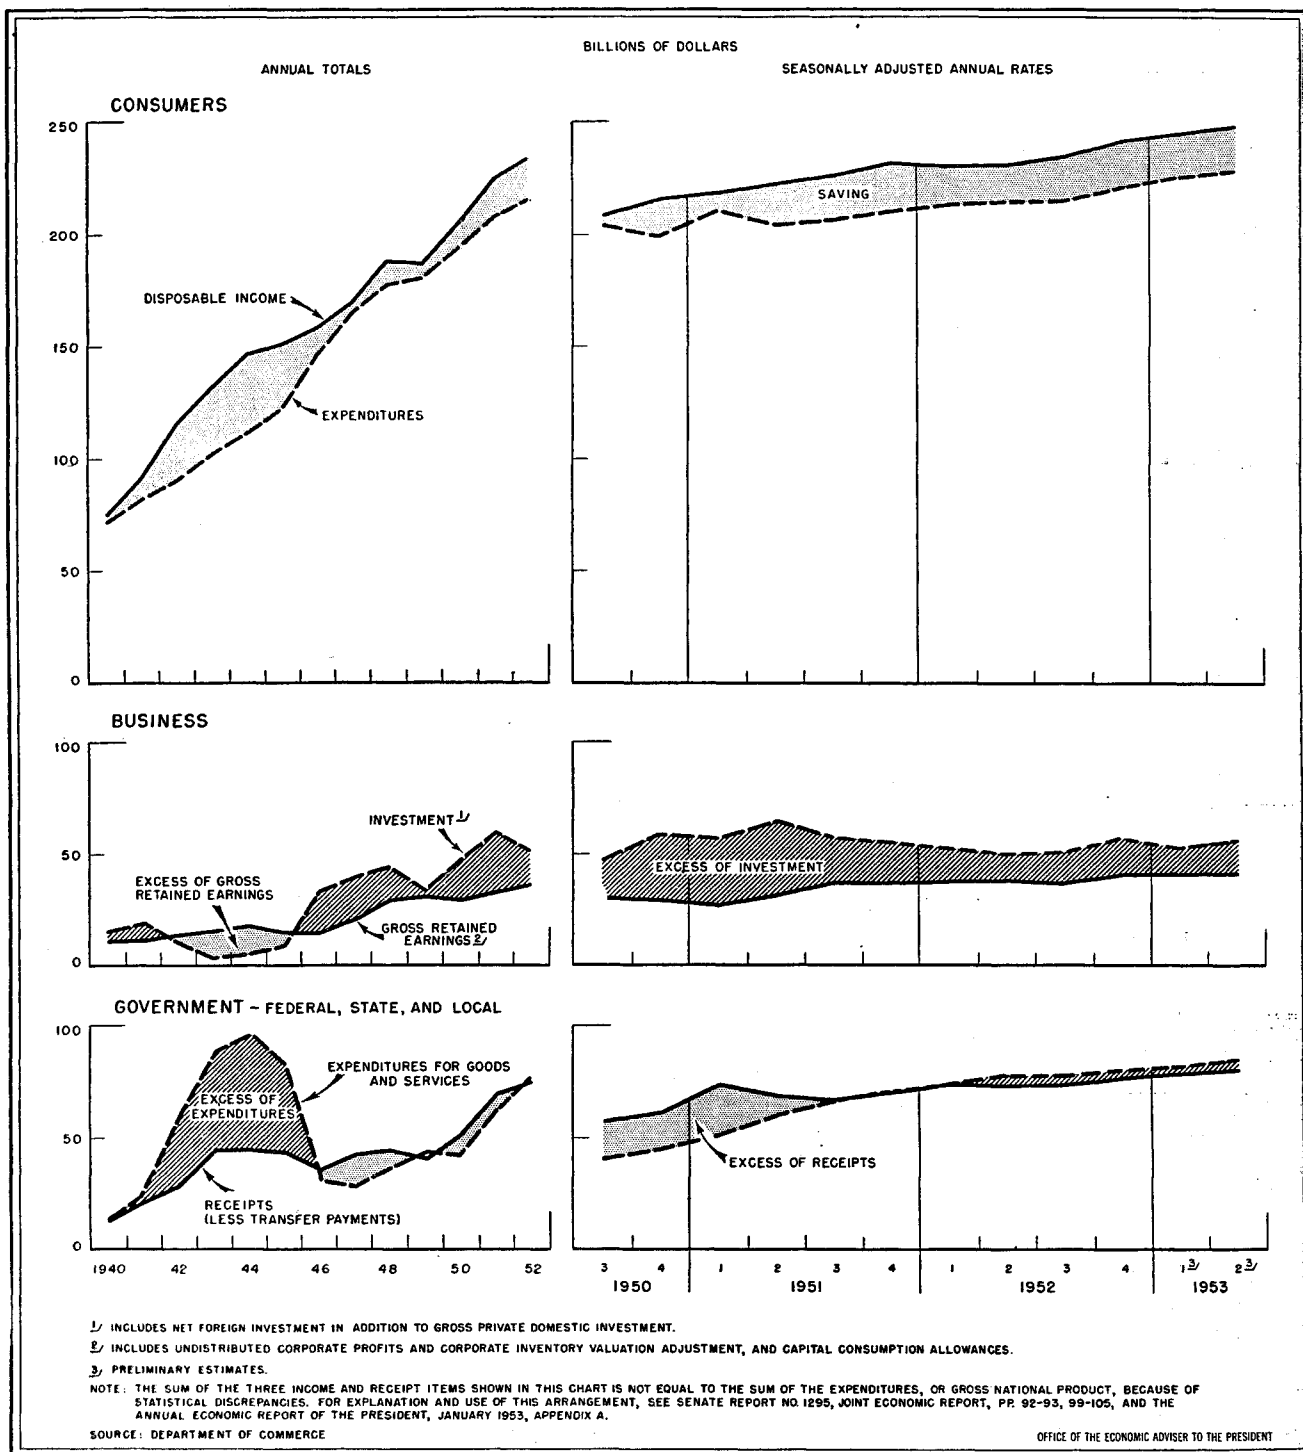 BILLIONS OF DOLLARS
ANNUAL TOTALS
SEASONALLY ADJUSTED ANNUAL RATES
CONSUMERS
250
200
150
100
50
0
DISPOSABLE INCOME
EXPENDITURES
SAVING
BUSINESS
100
50
0
INVESTMENT 1/
EXCESS OF GROSS
RETAINED EARNINGS
GROSS RETAINED
EARNINGS 2/
EXCESS OF INVESTMENT
GOVERNMENT - FEDERAL, STATE, AND LOCAL
100
50
0
EXPENDITURES FOR GOODS
AND SERVICES
EXCESS OF
EXPENDITURES
RECEIPTS
(LESS TRANSFER PAYMENTS)
EXCESS OF RECEIPTS
1940 42 44 46 48 50 52
3 4 1 2 3 4 1 2 3 4 1 3/ 2 3/
1950 1951 1952 1953
1/ INCLUDES NET FOREIGN INVESTMENT IN ADDITION TO GROSS PRIVATE DOMESTIC INVESTMENT.
2/ INCLUDES UNDISTRIBUTED CORPORATE PROFITS AND CORPORATE INVENTORY VALUATION ADJUSTMENT, AND CAPITAL CONSUMPTION ALLOWANCES.
3/ PRELIMINARY ESTIMATES.
NOTE: THE SUM OF THE THREE INCOME AND RECEIPT ITEMS SHOWN IN THIS CHART IS NOT EQUAL TO THE SUM OF THE EXPENDITURES, OR GROSS NATIONAL PRODUCT, BECAUSE OF
STATISTICAL DISCREPANCIES. FOR EXPLANATION AND USE OF THIS ARRANGEMENT, SEE SENATE REPORT NO. 1295, JOINT ECONOMIC REPORT, PP. 92-93, 99-105, AND THE
ANNUAL ECONOMIC REPORT OF THE PRESIDENT, JANUARY 1953, APPENDIX A.
SOURCE: DEPARTMENT OF COMMERCE
OFFICE OF THE ECONOMIC ADVISER TO THE PRESIDENT